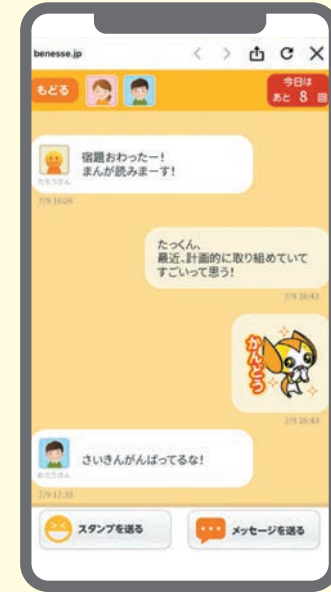 benesse.jp
もどる
今日は
あと 8 回
宿題おわったー!
まんが読みまーす!
たろうさん
7/9 16:26
たっくん、
最近、計画的に取り組めていて
すごいって思う!
7/9 16:43
かんどう
7/9 16:43
さいきんがんばってるな!
おとうさん
7/9 17:33
スタンプを送る
メッセージを送る